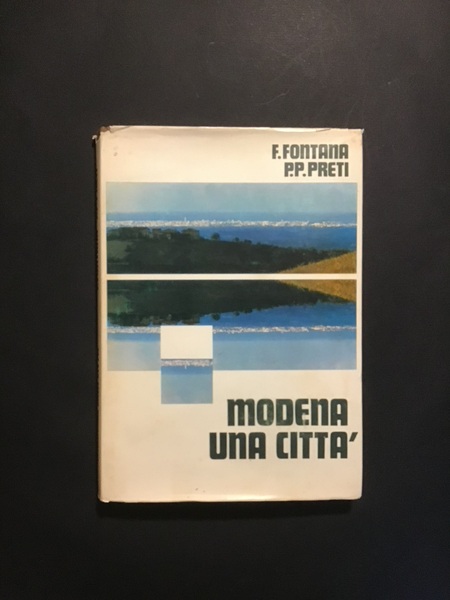 F. FONTANA
P.P. PRETI
MODENA
UNA CITTA'